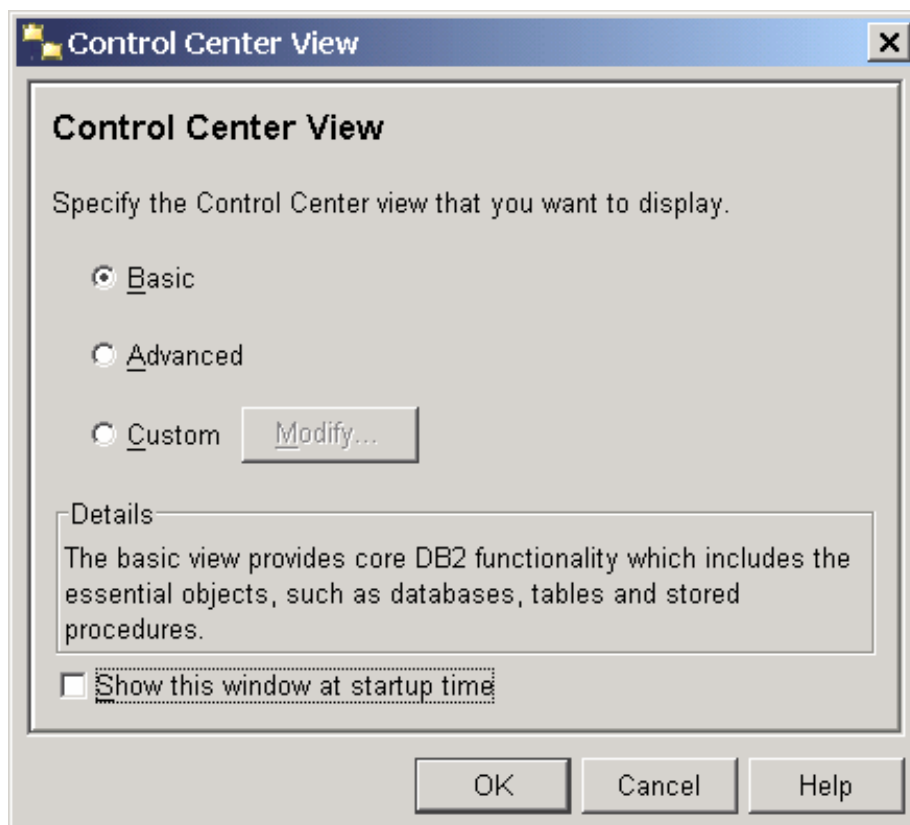 Control Center View
Control Center View
Specify the Control Center view that you want to display.
Basic
Advanced
Custom Modify...
Details
The basic view provides core DB2 functionality which includes the
essential objects, such as databases, tables and stored
procedures.
Show this window at startup time
OK Cancel Help